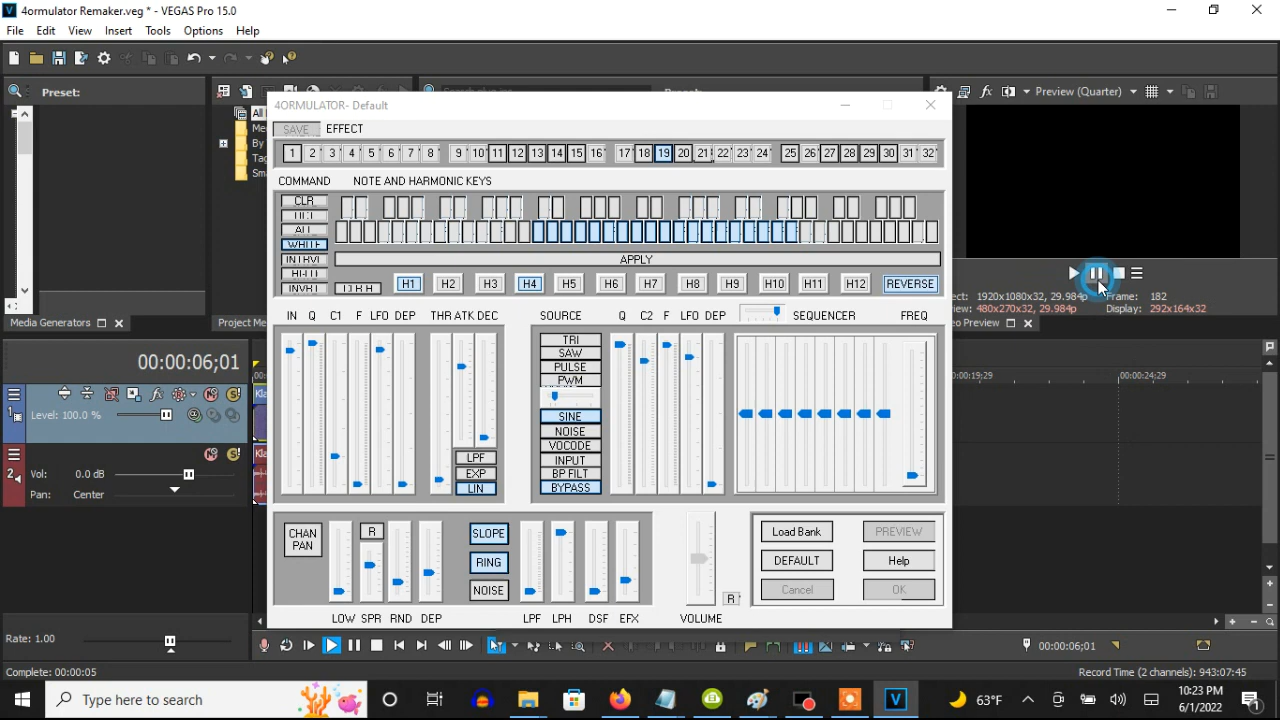 4ormulator Remaker.veg * - VEGAS Pro 15.0
File Edit View Insert Tools Options Help
Preset:
Preview (Quarter)
4ORMULATOR- Default
SAVE EFFECT
1 2 3 4 5 6 7 8 9 10 11 12 13 14 15 16 17 18 19 20 21 22 23 24 25 26 27 28 29 30 31 32
COMMAND NOTE AND HARMONIC KEYS
CLR
ALL
WHITE
INTRVL
INVRT
APPLY
H1 H2 H3 H4 H5 H6 H7 H8 H9 H10 H11 H12 REVERSE
IN Q C1 F LFO DEP THR ATK DEC SOURCE Q C2 F LFO DEP SEQUENCER FREQ
TRI
SAW
PULSE
PWM
SINE
NOISE
VOCODE
INPUT
BP FILT
BYPASS
LPF
EXP
LIN
CHAN
PAN
R
SLOPE
RING
NOISE
R
Load Bank PREVIEW
DEFAULT Help
Cancel OK
LOW SPR RND DEP LPF LPH DSF EFX VOLUME
Frame: 182
1920x1080x32, 29.984p
480x270x32, 29.984p Display: 292x164x32
Media Generators
Project Me
eo Preview
00:00:06;01
00:00:24;29
Level: 100.0 %
1
2
Vol: 0.0 dB
Pan: Center
Rate: 1.00
00:00:06;01
Complete: 00:00:05
Record Time (2 channels): 943:07:45
Type here to search
63°F
10:23 PM
6/1/2022